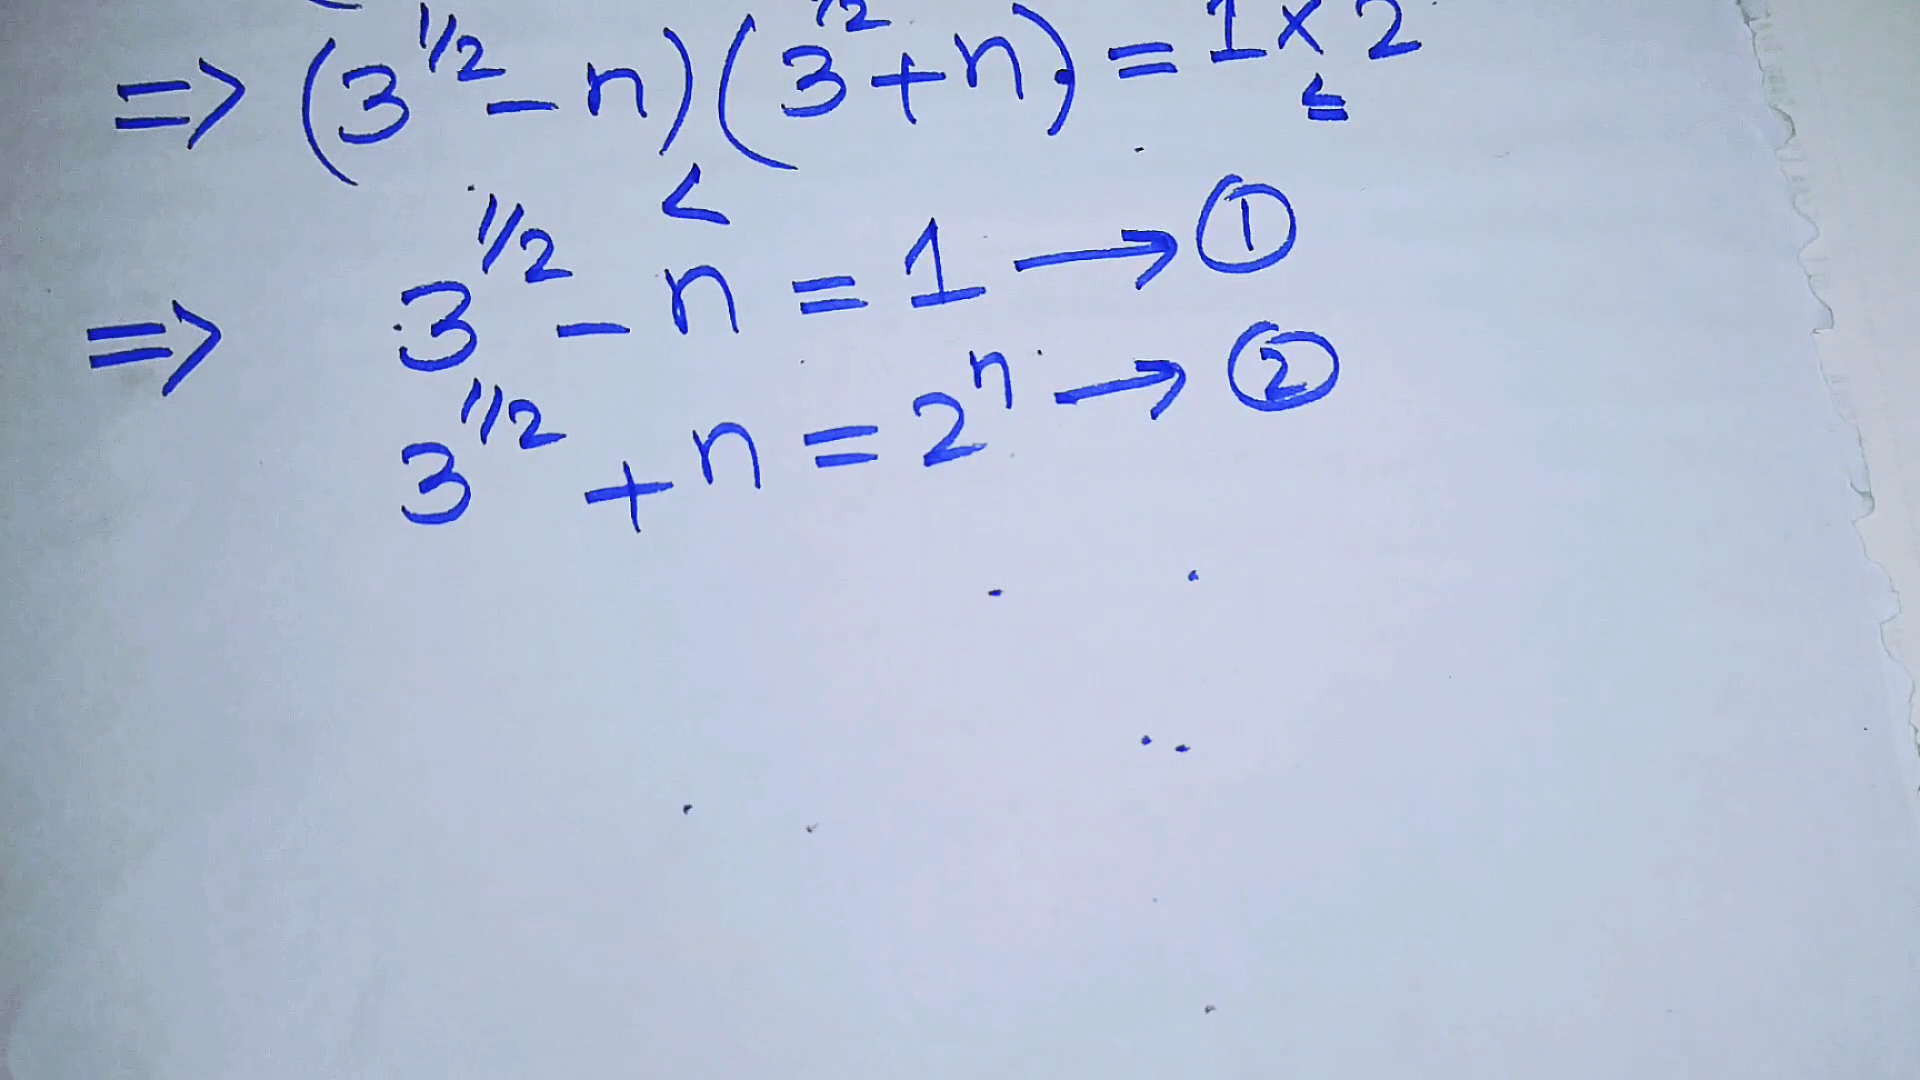 => (3^1/2 - n)(3^1/2 + n) = 1 × 2
<
<
=> 3^1/2 - n = 1 → ①
3^1/2 + n = 2^n → ②